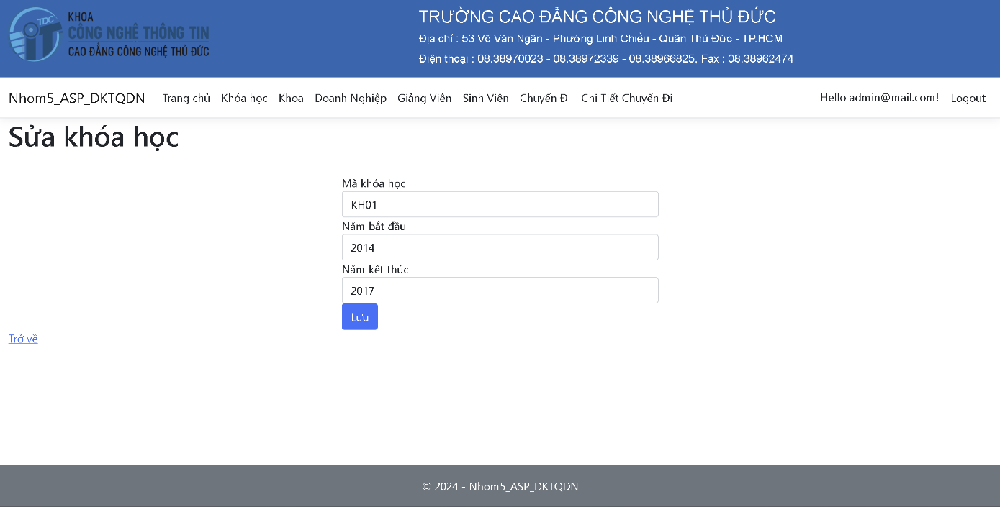 TDC
iT
KHOA
CÔNG NGHỆ THÔNG TIN
CAO ĐẲNG CÔNG NGHỆ THỦ ĐỨC
TRƯỜNG CAO ĐẲNG CÔNG NGHỆ THỦ ĐỨC
Địa chỉ : 53 Võ Văn Ngân - Phường Linh Chiểu - Quận Thủ Đức - TP.HCM
Điện thoại : 08.38970023 - 08.38972339 - 08.38966825, Fax : 08.38962474
Nhom5_ASP_DKTQDN Trang chủ Khóa học Khoa Doanh Nghiệp Giảng Viên Sinh Viên Chuyến Đi Chi Tiết Chuyến Đi Hello admin@mail.com! Logout
Sửa khóa học
Mã khóa học
KH01
Năm bắt đầu
2014
Năm kết thúc
2017
Lưu
Trở về
© 2024 - Nhom5_ASP_DKTQDN